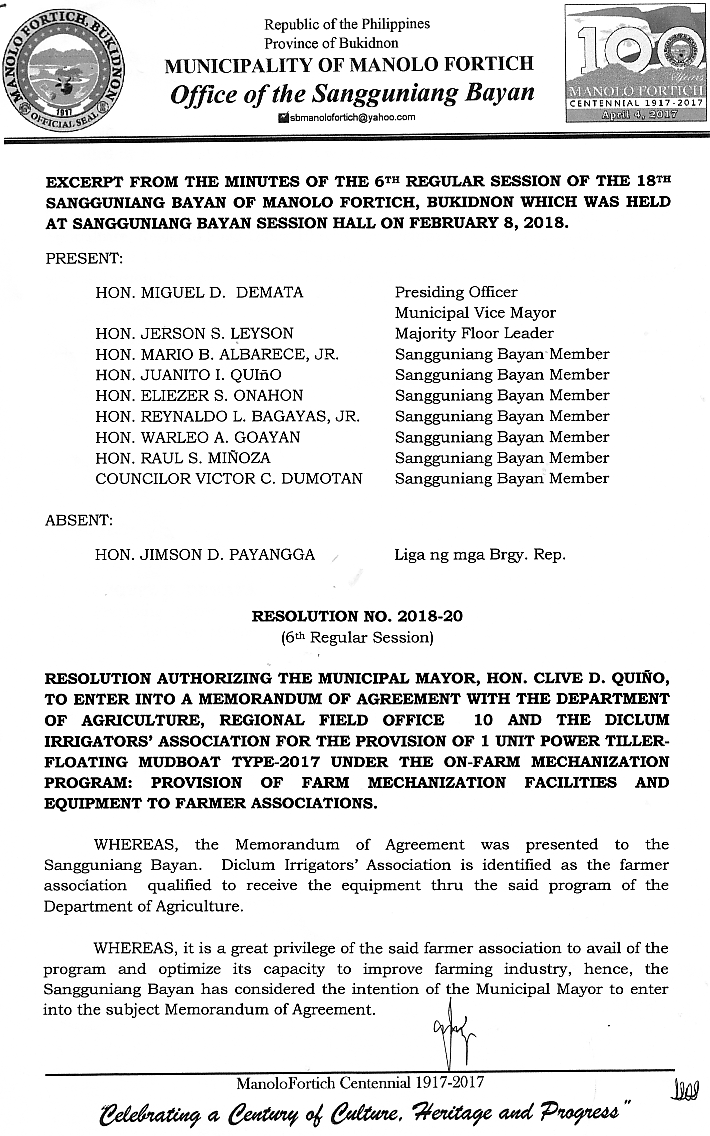 MANOLO FORTICH, BUKIDNON
1917
OFFICIAL SEAL
Republic of the Philippines
Province of Bukidnon
MUNICIPALITY OF MANOLO FORTICH
Office of the Sangguniang Bayan
sbmanolofortich@yahoo.com
100
Years
MANOLO FORTICH
CENTENNIAL 1917-2017
April 4, 2017
EXCERPT FROM THE MINUTES OF THE 6TH REGULAR SESSION OF THE 18TH
SANGGUNIANG BAYAN OF MANOLO FORTICH, BUKIDNON WHICH WAS HELD
AT SANGGUNIANG BAYAN SESSION HALL ON FEBRUARY 8, 2018.
PRESENT:
HON. MIGUEL D. DEMATA Presiding Officer
Municipal Vice Mayor
HON. JERSON S. LEYSON Majority Floor Leader
HON. MARIO B. ALBARECE, JR. Sangguniang Bayan Member
HON. JUANITO I. QUIñO Sangguniang Bayan Member
HON. ELIEZER S. ONAHON Sangguniang Bayan Member
HON. REYNALDO L. BAGAYAS, JR. Sangguniang Bayan Member
HON. WARLEO A. GOAYAN Sangguniang Bayan Member
HON. RAUL S. MIÑOZA Sangguniang Bayan Member
COUNCILOR VICTOR C. DUMOTAN Sangguniang Bayan Member
ABSENT:
HON. JIMSON D. PAYANGGA Liga ng mga Brgy. Rep.
RESOLUTION NO. 2018-20
(6th Regular Session)
RESOLUTION AUTHORIZING THE MUNICIPAL MAYOR, HON. CLIVE D. QUIÑO,
TO ENTER INTO A MEMORANDUM OF AGREEMENT WITH THE DEPARTMENT
OF AGRICULTURE, REGIONAL FIELD OFFICE 10 AND THE DICLUM
IRRIGATORS' ASSOCIATION FOR THE PROVISION OF 1 UNIT POWER TILLER-
FLOATING MUDBOAT TYPE-2017 UNDER THE ON-FARM MECHANIZATION
PROGRAM: PROVISION OF FARM MECHANIZATION FACILITIES AND
EQUIPMENT TO FARMER ASSOCIATIONS.
WHEREAS, the Memorandum of Agreement was presented to the
Sangguniang Bayan. Diclum Irrigators' Association is identified as the farmer
association qualified to receive the equipment thru the said program of the
Department of Agriculture.
WHEREAS, it is a great privilege of the said farmer association to avail of the
program and optimize its capacity to improve farming industry, hence, the
Sangguniang Bayan has considered the intention of the Municipal Mayor to enter
into the subject Memorandum of Agreement.
ManoloFortich Centennial 1917-2017
"Celebrating a Century of Culture, Heritage and Progress"